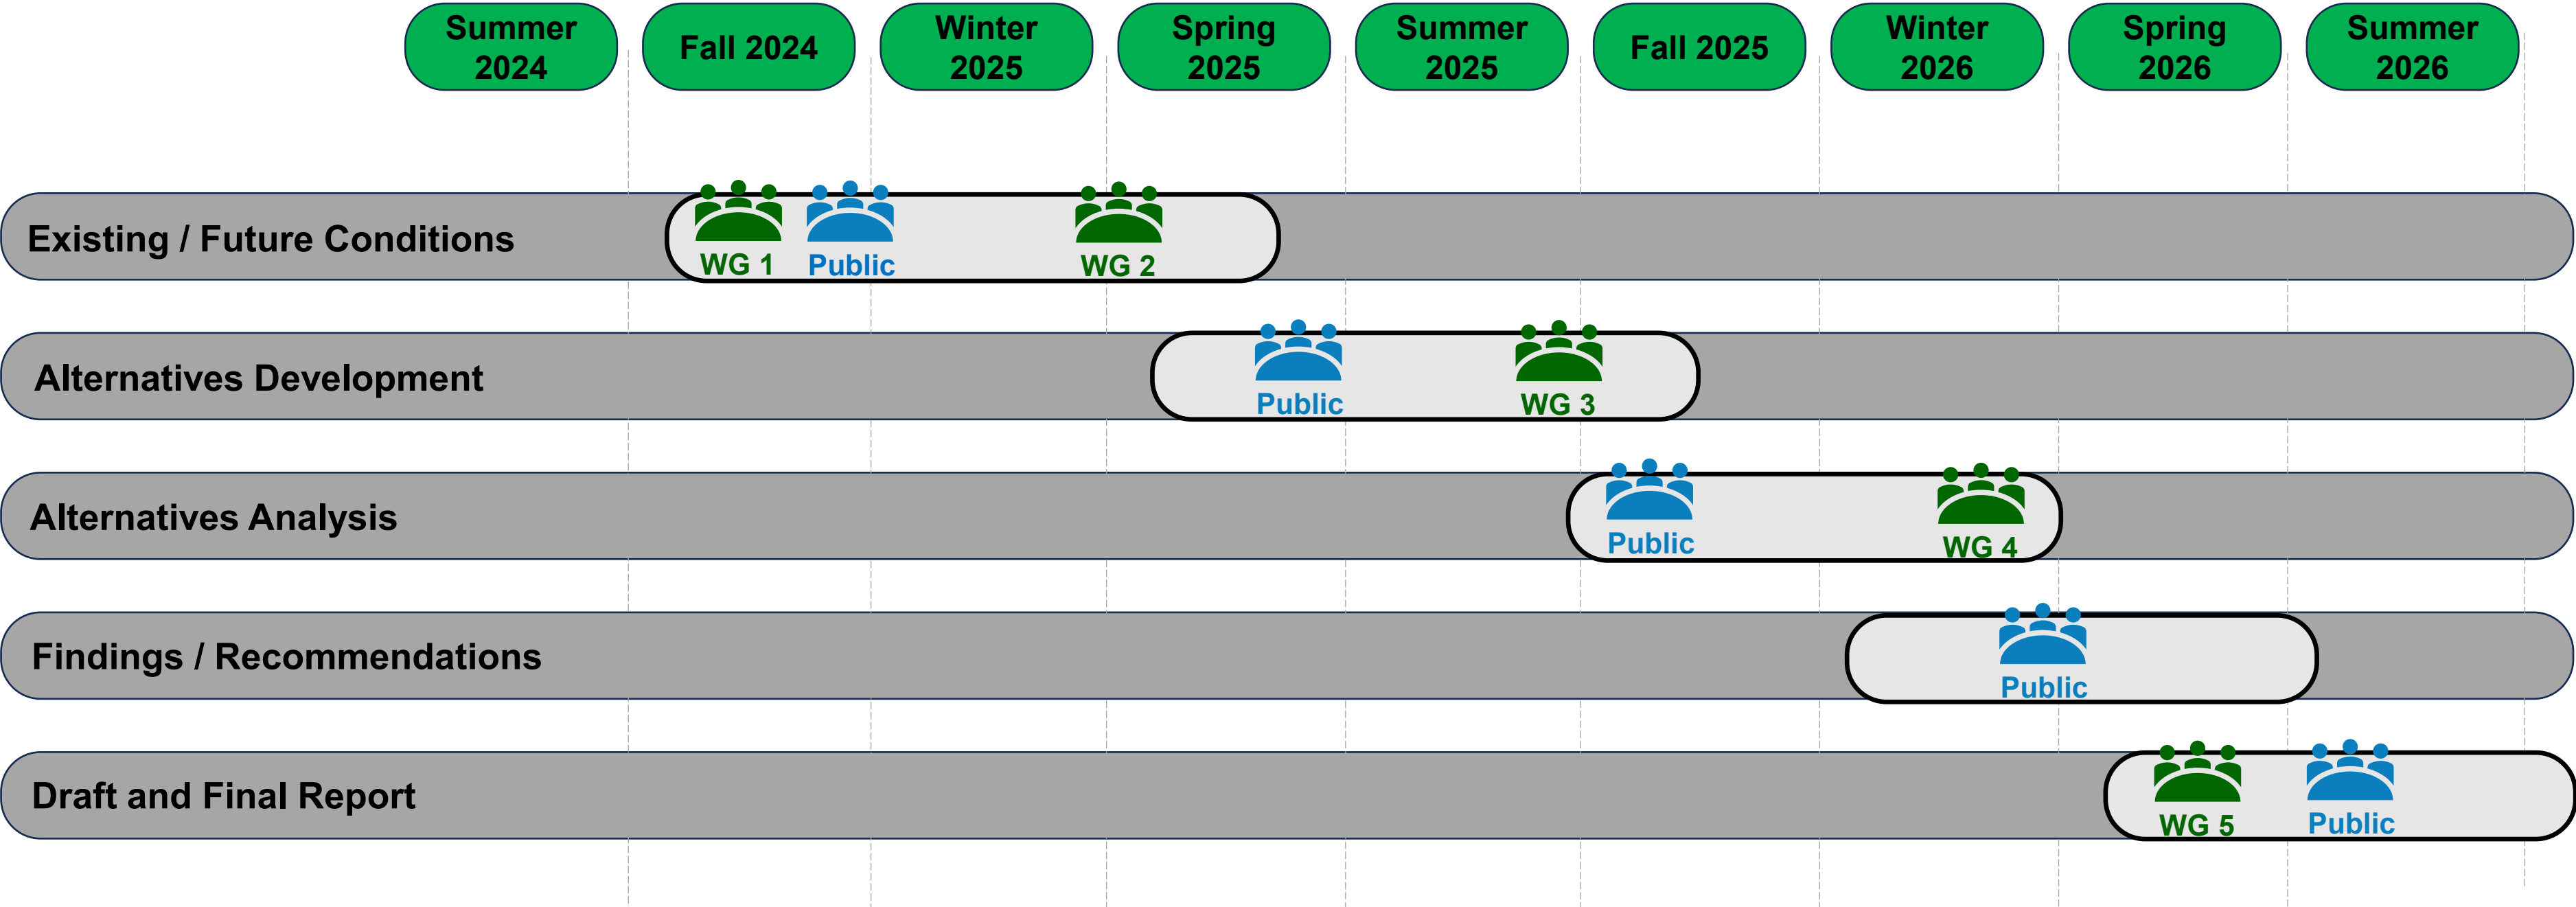 Summer
2024
Fall 2024
Winter
2025
Spring
2025
Summer
2025
Fall 2025
Winter
2026
Spring
2026
Summer
2026
Existing / Future Conditions
WG 1
Public
WG 2
Alternatives Development
Public
WG 3
Alternatives Analysis
Public
WG 4
Findings / Recommendations
Public
Draft and Final Report
WG 5
Public